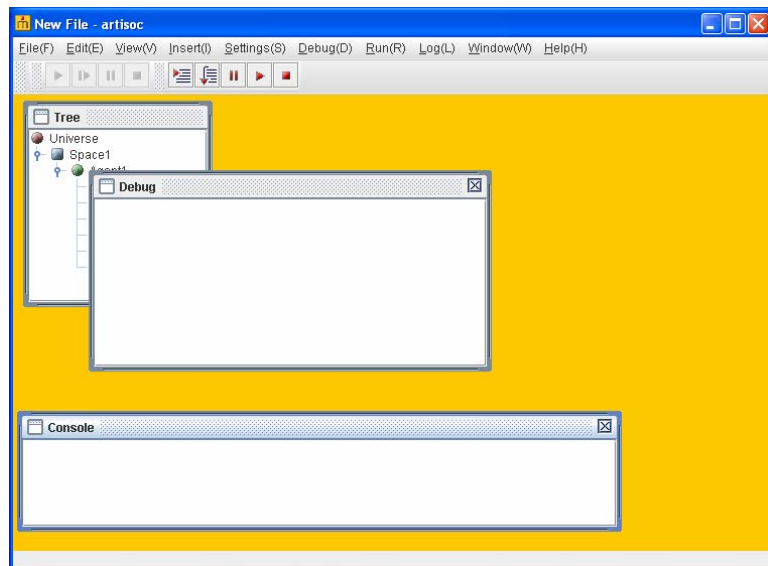 New File - artisoc
File(F) Edit(E) View(V) Insert(I) Settings(S) Debug(D) Run(R) Log(L) Window(W) Help(H)
Tree
Universe
Space1
Debug
Console